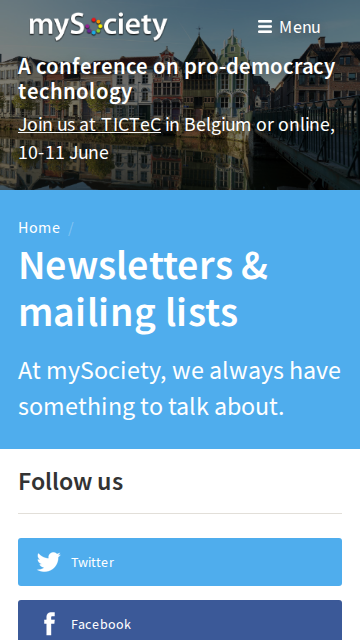 mySociety
Menu
A conference on pro-democracy
technology
Join us at TICTeC in Belgium or online,
10-11 June
Home /
Newsletters &
mailing lists
At mySociety, we always have
something to talk about.
Follow us
Twitter
Facebook